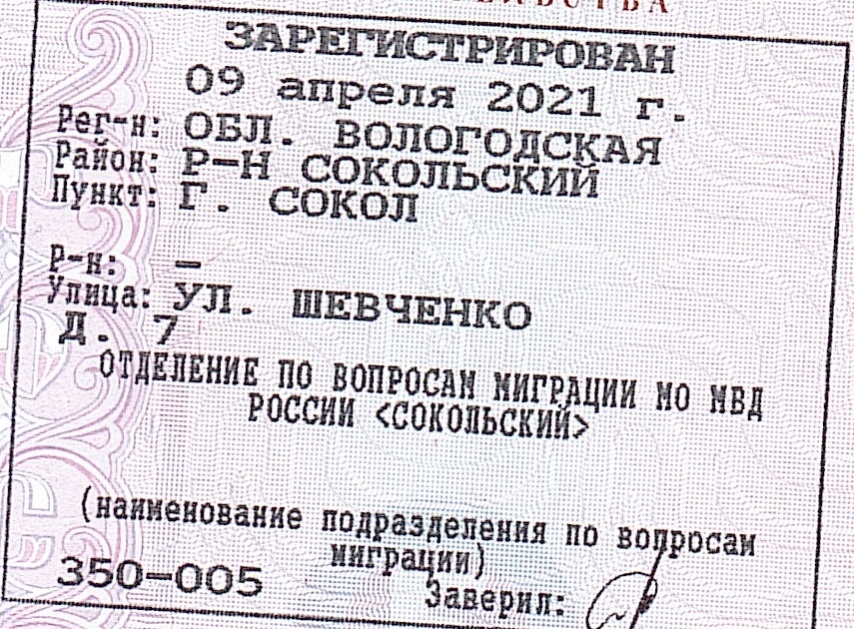 ЗАРЕГИСТРИРОВАН
09 апреля 2021 г.
Рег-н: ОБЛ. ВОЛОГОДСКАЯ
Район: Р-Н СОКОЛЬСКИЙ
Пункт: Г. СОКОЛ
Р-н: -
Улица: УЛ. ШЕВЧЕНКО
Д. 7
ОТДЕЛЕНИЕ ПО ВОПРОСАМ МИГРАЦИИ МО МВД
РОССИИ <СОКОЛЬСКИЙ>
(наименование подразделения по вопросам
миграции)
350-005
Заверил: